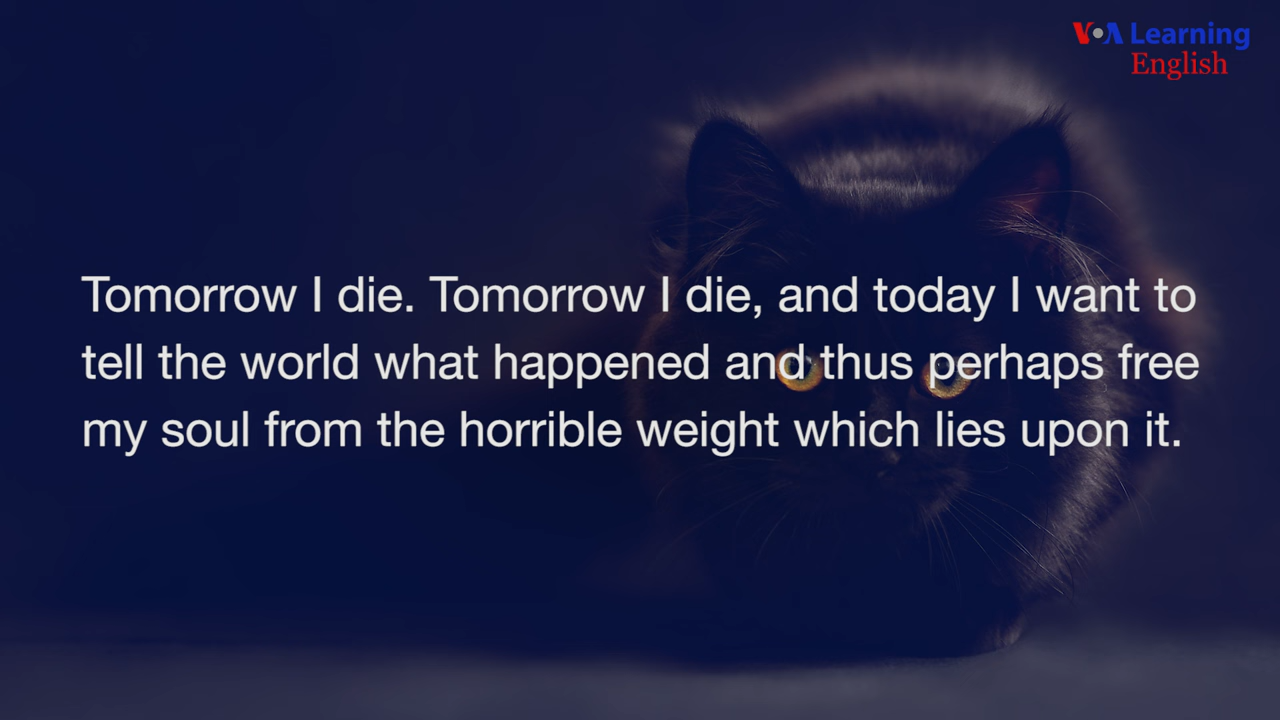 VOA Learning
English
Tomorrow I die. Tomorrow I die, and today I want to
tell the world what happened and thus perhaps free
my soul from the horrible weight which lies upon it.